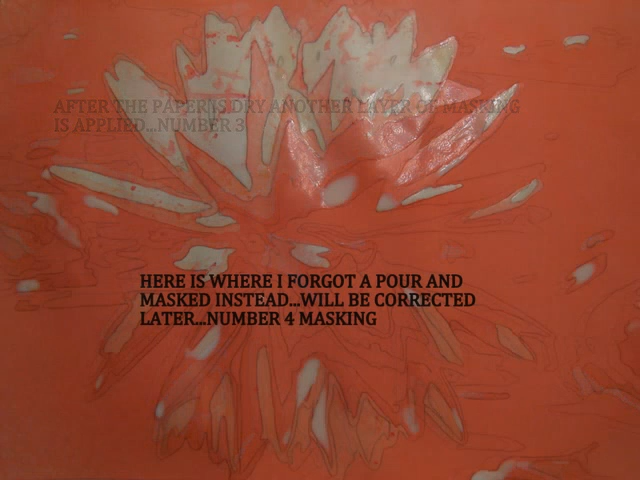 AFTER THE PAPER IS DRY ANOTHER LAYER OF MASKING
IS APPLIED...NUMBER 3
HERE IS WHERE I FORGOT A POUR AND
MASKED INSTEAD...WILL BE CORRECTED
LATER...NUMBER 4 MASKING